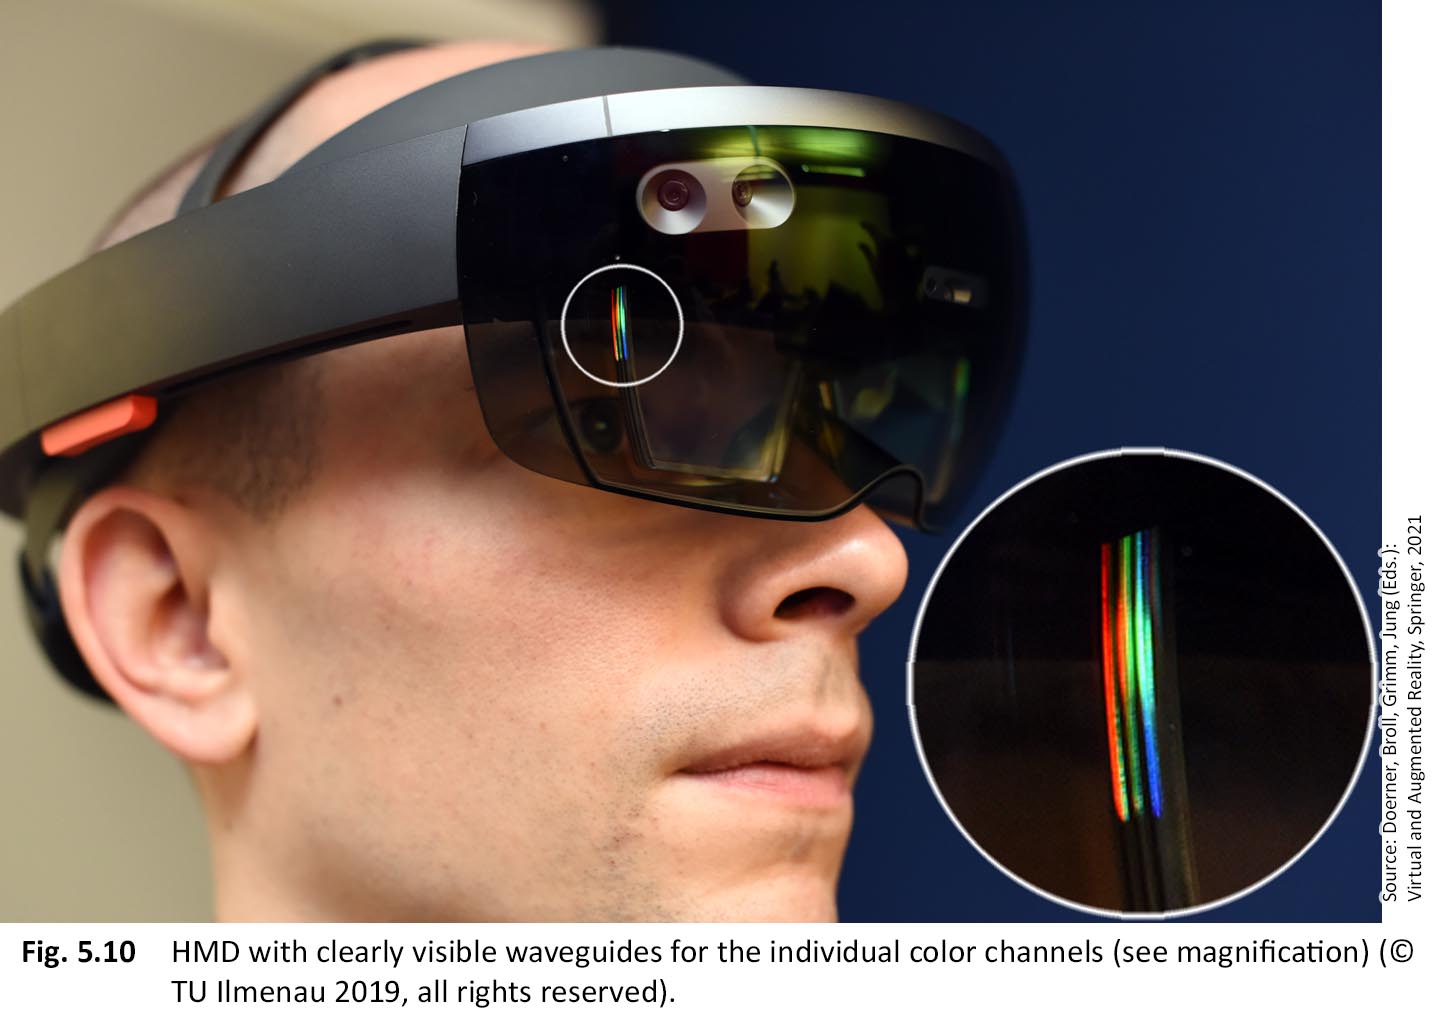 Source: Doerner, Broll, Grimm, Jung (Eds.):
Virtual and Augmented Reality, Springer, 2021
Fig. 5.10 HMD with clearly visible waveguides for the individual color channels (see magnification) (©
TU Ilmenau 2019, all rights reserved).